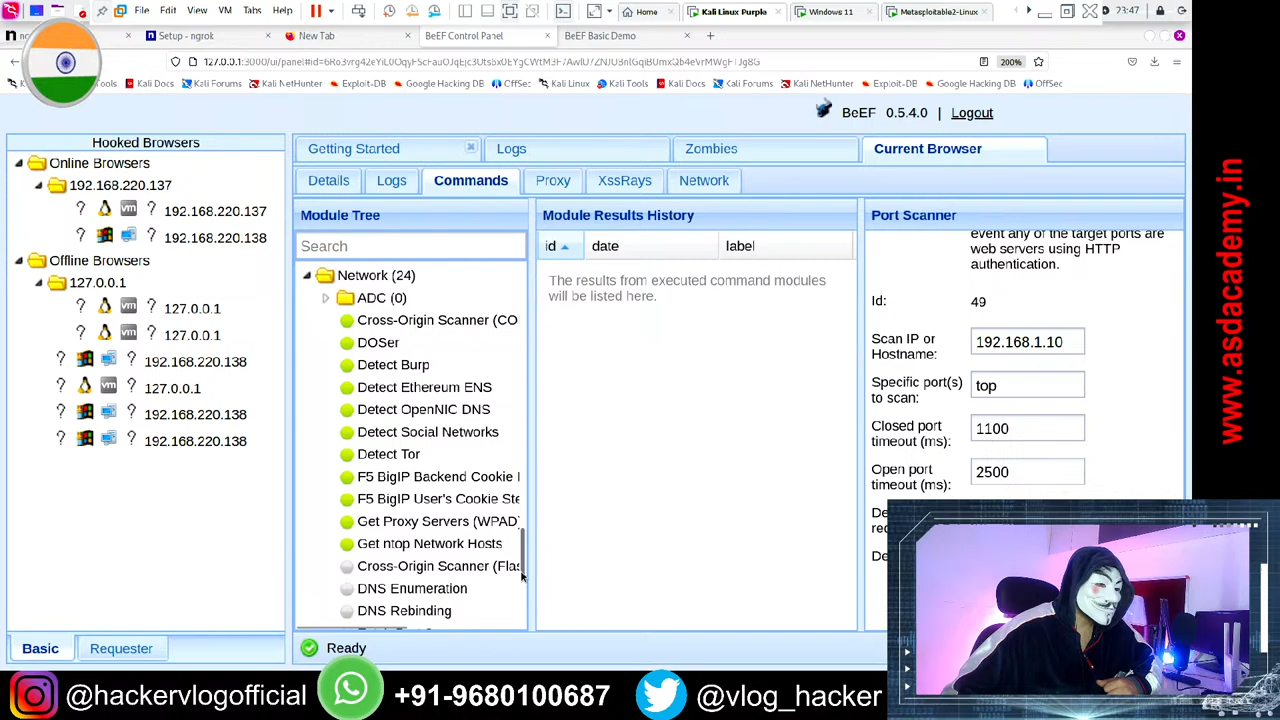 File Edit View VM Tabs Help
Home Kali Linux Purple Windows 11 Metasploitable2-Linux 23:47
Setup - ngrok New Tab BeEF Control Panel BeEF Basic Demo
200%
Kali Linux Kali Tools Kali Docs Kali Forums Kali NetHunter Exploit-DB Google Hacking DB OffSec
BeEF 0.5.4.0 | Logout
Hooked Browsers
Online Browsers
192.168.220.137
? vm ? 192.168.220.137
? ? 192.168.220.138
Offline Browsers
127.0.0.1
? vm ? 127.0.0.1
? vm ? 127.0.0.1
? ? 192.168.220.138
? vm ? 127.0.0.1
? ? 192.168.220.138
? ? 192.168.220.138
Basic Requester
Getting Started Logs Zombies Current Browser
Details Logs Commands Proxy XssRays Network
Module Tree
Search
Network (24)
ADC (0)
Cross-Origin Scanner (CO
DOSer
Detect Burp
Detect Ethereum ENS
Detect OpenNIC DNS
Detect Social Networks
Detect Tor
F5 BigIP Backend Cookie
F5 BigIP User's Cookie Ste
Get Proxy Servers (WPAD)
Get ntop Network Hosts
Cross-Origin Scanner (Flas
DNS Enumeration
DNS Rebinding
Module Results History
id date label
The results from executed command modules
will be listed here.
Port Scanner
event any of the target ports are
web servers using HTTP
authentication.
Id: 49
Scan IP or
Hostname: 192.168.1.10
Specific port(s)
to scan: top
Closed port
timeout (ms): 1100
Open port
timeout (ms): 2500
Ready
www.asdacademy.in
@hackervlogofficial +91-9680100687 @vlog_hacker